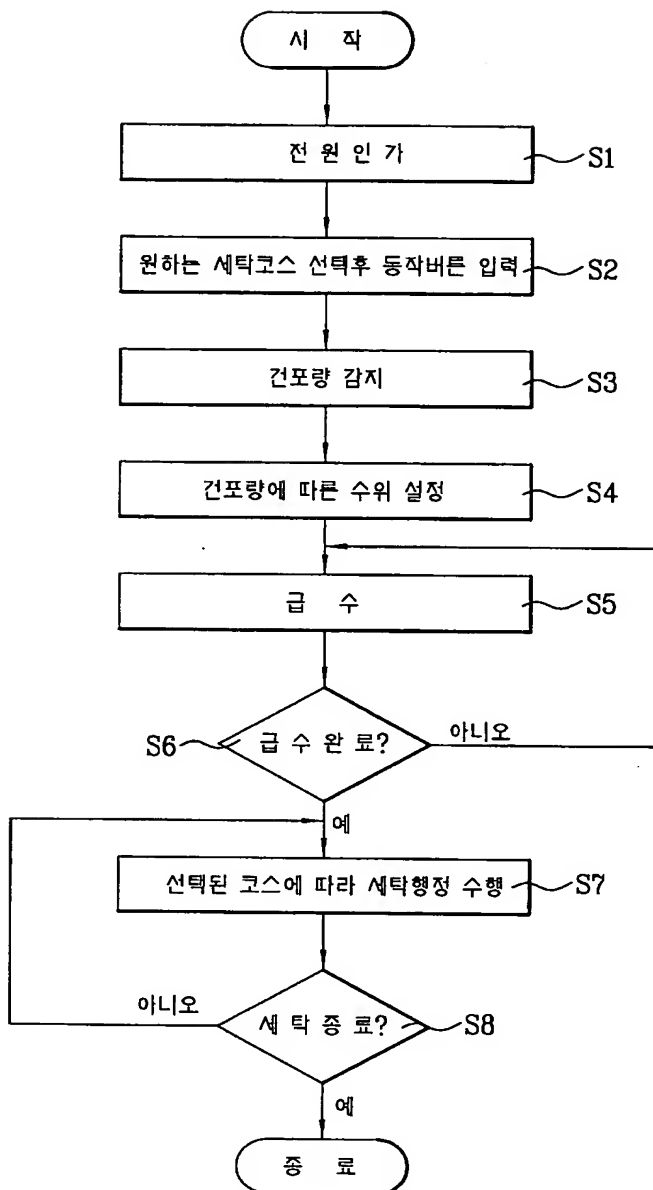 시 작
전 원 인 가
S1
원하는 세탁코스 선택후 동작버튼 입력
S2
건포량 감지
S3
건포량에 따른 수위 설정
S4
급 수
S5
S6
급 수 완 료?
아니오
예
선택된 코스에 따라 세탁행정 수행
S7
아니오
세 탁 종 료?
S8
예
종 료